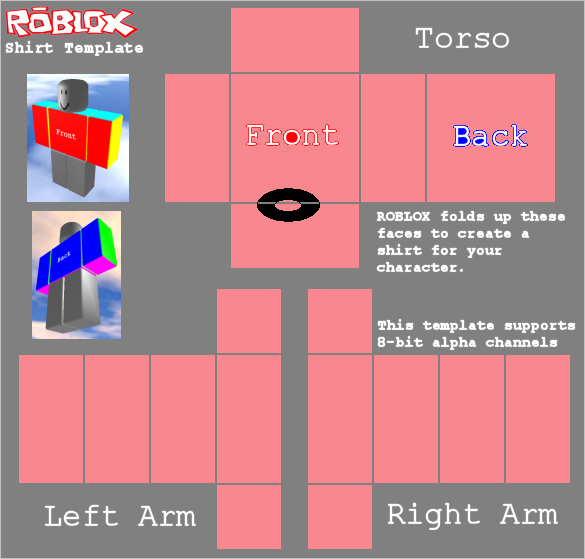 RŌBLOX
Shirt Template
Torso
Front
Front
Back
Back
ROBLOX folds up these
faces to create a
shirt for your
character.
This template supports
8-bit alpha channels
Left Arm
Right Arm